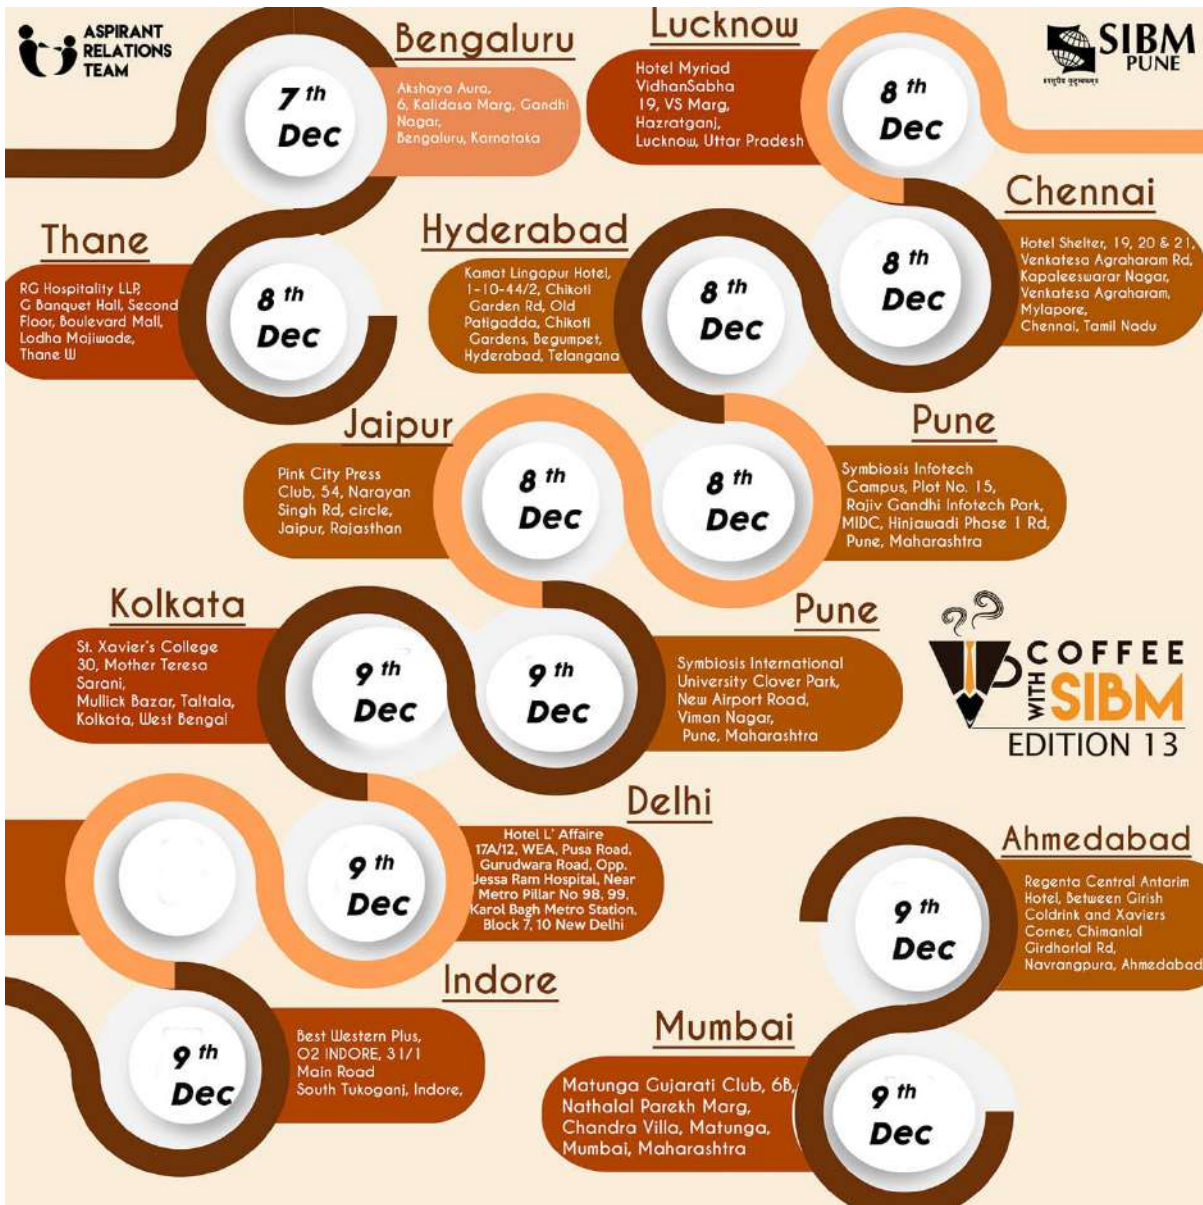 ASPIRANT
RELATIONS
TEAM
SIBM
PUNE
Bengaluru
7 th
Dec
Akshaya Aura,
6, Kalidasa Marg, Gandhi
Nagar,
Bengaluru, Karnataka
Lucknow
Hotel Myriad
VidhanSabha
19, VS Marg,
Hazratganj,
Lucknow, Uttar Pradesh
8 th
Dec
Thane
RG Hospitality LLP,
G Banquet Hall, Second
Floor, Boulevard Mall,
Lodha Majiwade,
Thane W
8 th
Dec
Hyderabad
Kamat Lingapur Hotel,
1-10-44/2, Chikoti
Garden Rd, Old
Patigadda, Chikoti
Gardens, Begumpet,
Hyderabad, Telangana
8 th
Dec
Chennai
8 th
Dec
Hotel Shelter, 19, 20 & 21,
Venkatesa Agraharam Rd,
Kapaleeswarar Nagar,
Venkatesa Agraharam,
Mylapore,
Chennai, Tamil Nadu
Jaipur
Pink City Press
Club, 54, Narayan
Singh Rd, circle,
Jaipur, Rajasthan
8 th
Dec
Pune
8 th
Dec
Symbiosis Infotech
Campus, Plot No. 15,
Rajiv Gandhi Infotech Park,
MIDC, Hinjawadi Phase 1 Rd,
Pune, Maharashtra
Kolkata
St. Xavier's College
30, Mother Teresa
Sarani,
Mullick Bazar, Taltala,
Kolkata, West Bengal
9 th
Dec
Pune
9 th
Dec
Symbiosis International
University Clover Park,
New Airport Road,
Viman Nagar,
Pune, Maharashtra
COFFEE
WITH
SIBM
EDITION 13
Delhi
9 th
Dec
Hotel L' Affaire
17A/12, WEA, Pusa Road,
Gurudwara Road, Opp.
Jessa Ram Hospital, Near
Metro Pillar No 98, 99,
Karol Bagh Metro Station,
Block 7, 10 New Delhi
Ahmedabad
9 th
Dec
Regenta Central Antarim
Hotel, Between Girish
Coldrink and Xaviers
Corner, Chimanlal
Girdharlal Rd,
Navrangpura, Ahmedabad
Indore
9 th
Dec
Best Western Plus,
O2 INDORE, 31/1
Main Road
South Tukoganj, Indore,
Mumbai
Matunga Gujarati Club, 6B,
Nathalal Parekh Marg,
Chandra Villa, Matunga,
Mumbai, Maharashtra
9 th
Dec